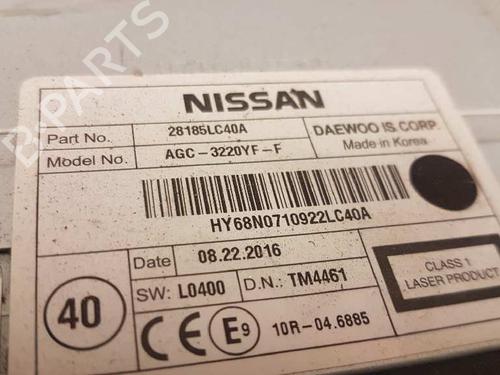 NISSAN
Part No. 28185LC40A DAEWOO IS.CORP.
Model No. AGC-3220YF-F Made in Korea
HY68N0710922LC40A
Date 08.22.2016
SW: L0400 D.N.: TM4461
CLASS 1
LASER PRODUCT
40
CE E9 10R-04.6885
B-PARTS